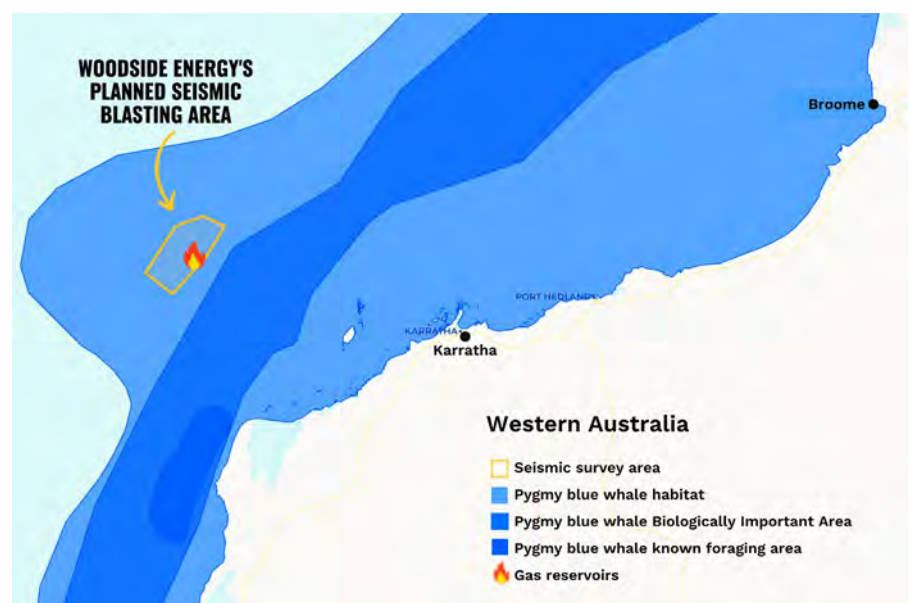 WOODSIDE ENERGY'S
PLANNED SEISMIC
BLASTING AREA
Broome
PORT HEDLAND
KARRATHA
Karratha
Western Australia
Seismic survey area
Pygmy blue whale habitat
Pygmy blue whale Biologically Important Area
Pygmy blue whale known foraging area
Gas reservoirs